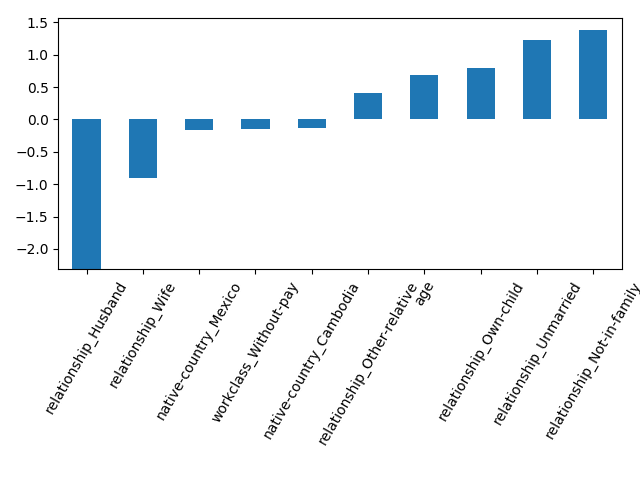 1.5
1.0
0.5
0.0
−0.5
−1.0
−1.5
−2.0
relationship_Husband
relationship_Wife
native-country_Mexico
workclass_Without-pay
native-country_Cambodia
relationship_Other-relative
age
relationship_Own-child
relationship_Unmarried
relationship_Not-in-family